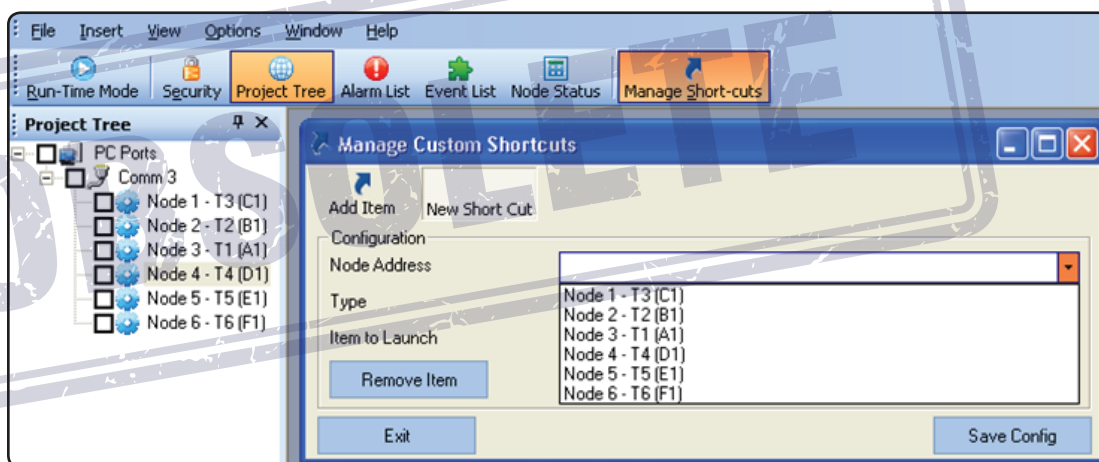 File Insert View Options Window Help
Run-Time Mode Security Project Tree Alarm List Event List Node Status Manage Short-cuts
Project Tree
PC Ports
Comm 3
Node 1 - T3 (C1)
Node 2 - T2 (B1)
Node 3 - T1 (A1)
Node 4 - T4 (D1)
Node 5 - T5 (E1)
Node 6 - T6 (F1)
Manage Custom Shortcuts
Add Item New Short Cut
Configuration
Node Address
Type
Item to Launch
Node 1 - T3 (C1)
Node 2 - T2 (B1)
Node 3 - T1 (A1)
Node 4 - T4 (D1)
Node 5 - T5 (E1)
Node 6 - T6 (F1)
Remove Item
Exit Save Config
OBSOLETE